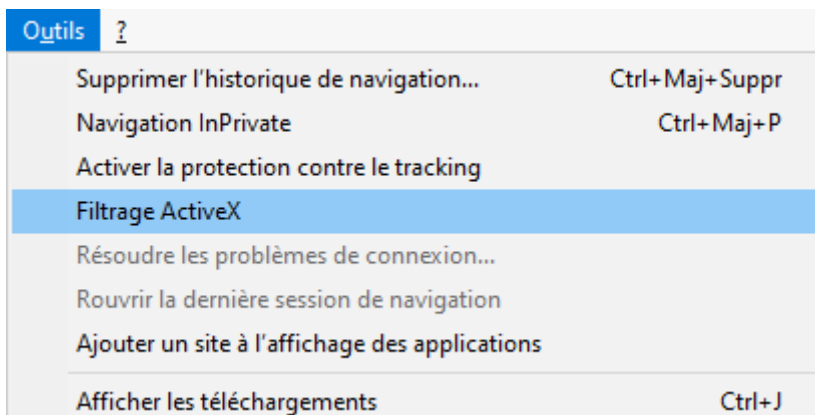 Outils ?
Supprimer l'historique de navigation... Ctrl+Maj+Suppr
Navigation InPrivate Ctrl+Maj+P
Activer la protection contre le tracking
Filtrage ActiveX
Résoudre les problèmes de connexion...
Rouvrir la dernière session de navigation
Ajouter un site à l'affichage des applications
Afficher les téléchargements Ctrl+J